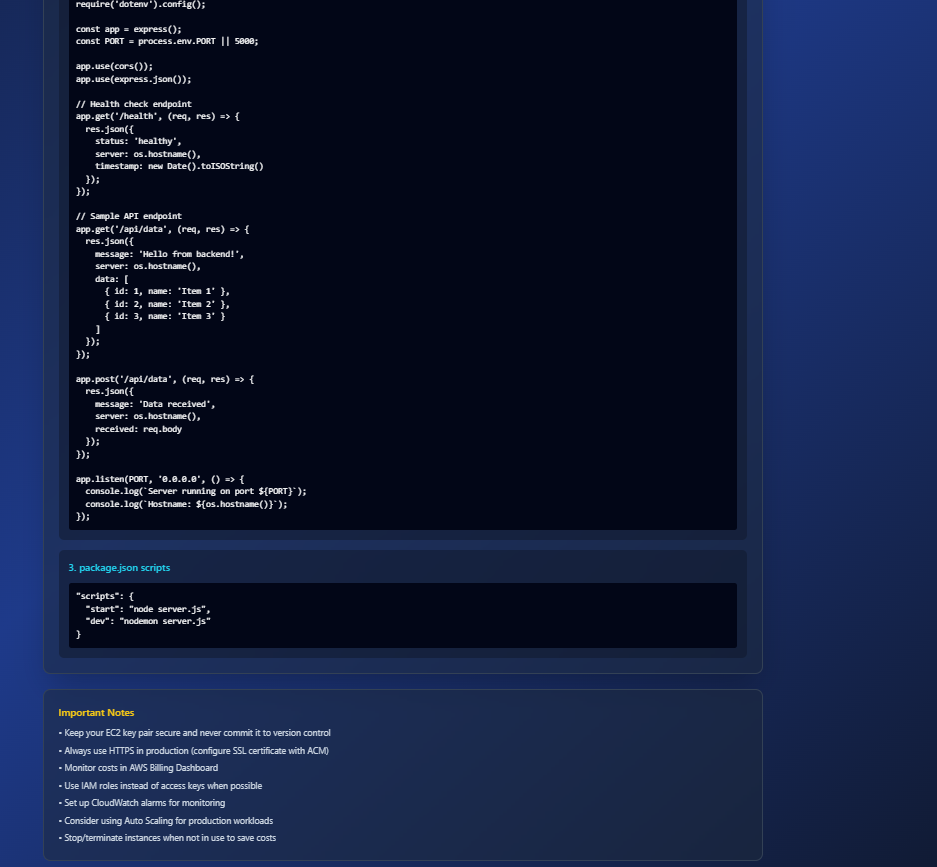 require('dotenv').config();

const app = express();
const PORT = process.env.PORT || 5000;

app.use(cors());
app.use(express.json());

// Health check endpoint
app.get('/health', (req, res) => {
  res.json({
    status: 'healthy',
    server: os.hostname(),
    timestamp: new Date().toISOString()
  });
});

// Sample API endpoint
app.get('/api/data', (req, res) => {
  res.json({
    message: 'Hello from backend!',
    server: os.hostname(),
    data: [
      { id: 1, name: 'Item 1' },
      { id: 2, name: 'Item 2' },
      { id: 3, name: 'Item 3' }
    ]
  });
});

app.post('/api/data', (req, res) => {
  res.json({
    message: 'Data received',
    server: os.hostname(),
    received: req.body
  });
});

app.listen(PORT, '0.0.0.0', () => {
  console.log(`Server running on port ${PORT}`);
  console.log(`Hostname: ${os.hostname()}`);
});

3. package.json scripts
"scripts": {
  "start": "node server.js",
  "dev": "nodemon server.js"
}

Important Notes
• Keep your EC2 key pair secure and never commit it to version control
• Always use HTTPS in production (configure SSL certificate with ACM)
• Monitor costs in AWS Billing Dashboard
• Use IAM roles instead of access keys when possible
• Set up CloudWatch alarms for monitoring
• Consider using Auto Scaling for production workloads
• Stop/terminate instances when not in use to save costs